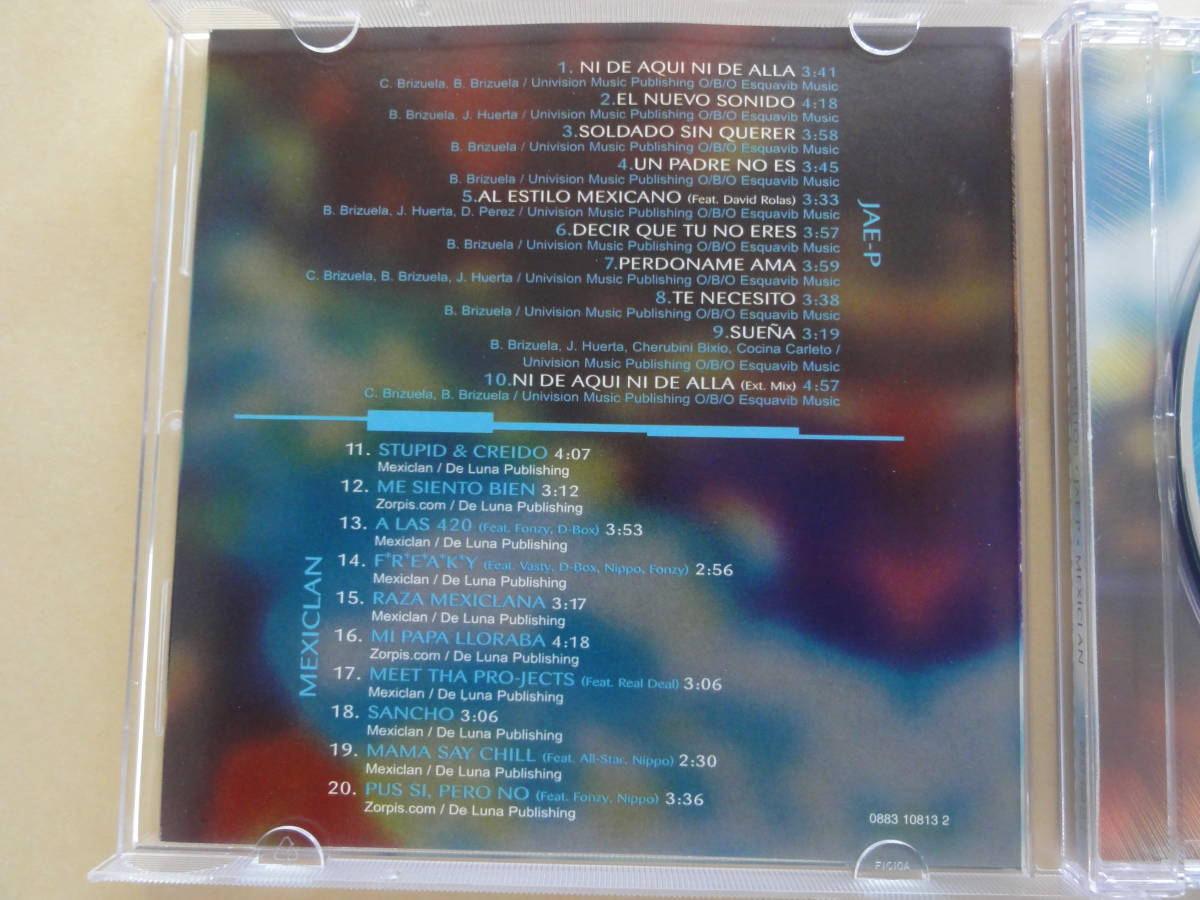 1. NI DE AQUI NI DE ALLA 3:41
C. Brizuela, B. Brizuela / Univision Music Publishing O/B/O Esquavib Music
2.EL NUEVO SONIDO 4:18
B. Brizuela, J. Huerta / Univision Music Publishing O/B/O Esquavib Music
3.SOLDADO SIN QUERER 3:58
B. Brizuela / Univision Music Publishing O/B/O Esquavib Music
4.UN PADRE NO ES 3:45
B. Brizuela / Univision Music Publishing O/B/O Esquavib Music
5.AL ESTILO MEXICANO (Feat. David Rolas) 3:33
B. Brizuela, J. Huerta, D. Perez / Univision Music Publishing O/B/O Esquavib Music
6.DECIR QUE TU NO ERES 3:57
B. Brizuela / Univision Music Publishing O/B/O Esquavib Music
7.PERDONAME AMA 3:59
C. Brizuela, B. Brizuela, J. Huerta / Univision Music Publishing O/B/O Esquavib Music
8.TE NECESITO 3:38
B. Brizuela / Univision Music Publishing O/B/O Esquavib Music
9.SUEÑA 3:19
B. Brizuela, J. Huerta, Cherubini Bixio, Cocina Carleto /
Univision Music Publishing O/B/O Esquavib Music
10.NI DE AQUI NI DE ALLA (Ext. Mix) 4:57
C. Brizuela, B. Brizuela / Univision Music Publishing O/B/O Esquavib Music
JAE-P
11. STUPID & CREIDO 4:07
Mexiclan / De Luna Publishing
12. ME SIENTO BIEN 3:12
Zorpis.com / De Luna Publishing
13. A LAS 420 (Feat. Fonzy, D-Box) 3:53
Mexiclan / De Luna Publishing
14. F*R*E*A*K*Y (Feat. Vasty, D-Box, Nippo, Fonzy) 2:56
Mexiclan / De Luna Publishing
15. RAZA MEXICLANA 3:17
Mexiclan / De Luna Publishing
16. MI PAPA LLORABA 4:18
Zorpis.com / De Luna Publishing
17. MEET THA PRO-JECTS (Feat. Real Deal) 3:06
Mexiclan / De Luna Publishing
18. SANCHO 3:06
Mexiclan / De Luna Publishing
19. MAMA SAY CHILL (Feat. All-Star, Nippo) 2:30
Mexiclan / De Luna Publishing
20. PUS SI, PERO NO (Feat. Fonzy, Nippo) 3:36
Zorpis.com / De Luna Publishing
MEXICLAN
0883 10813 2
MEXICLAN